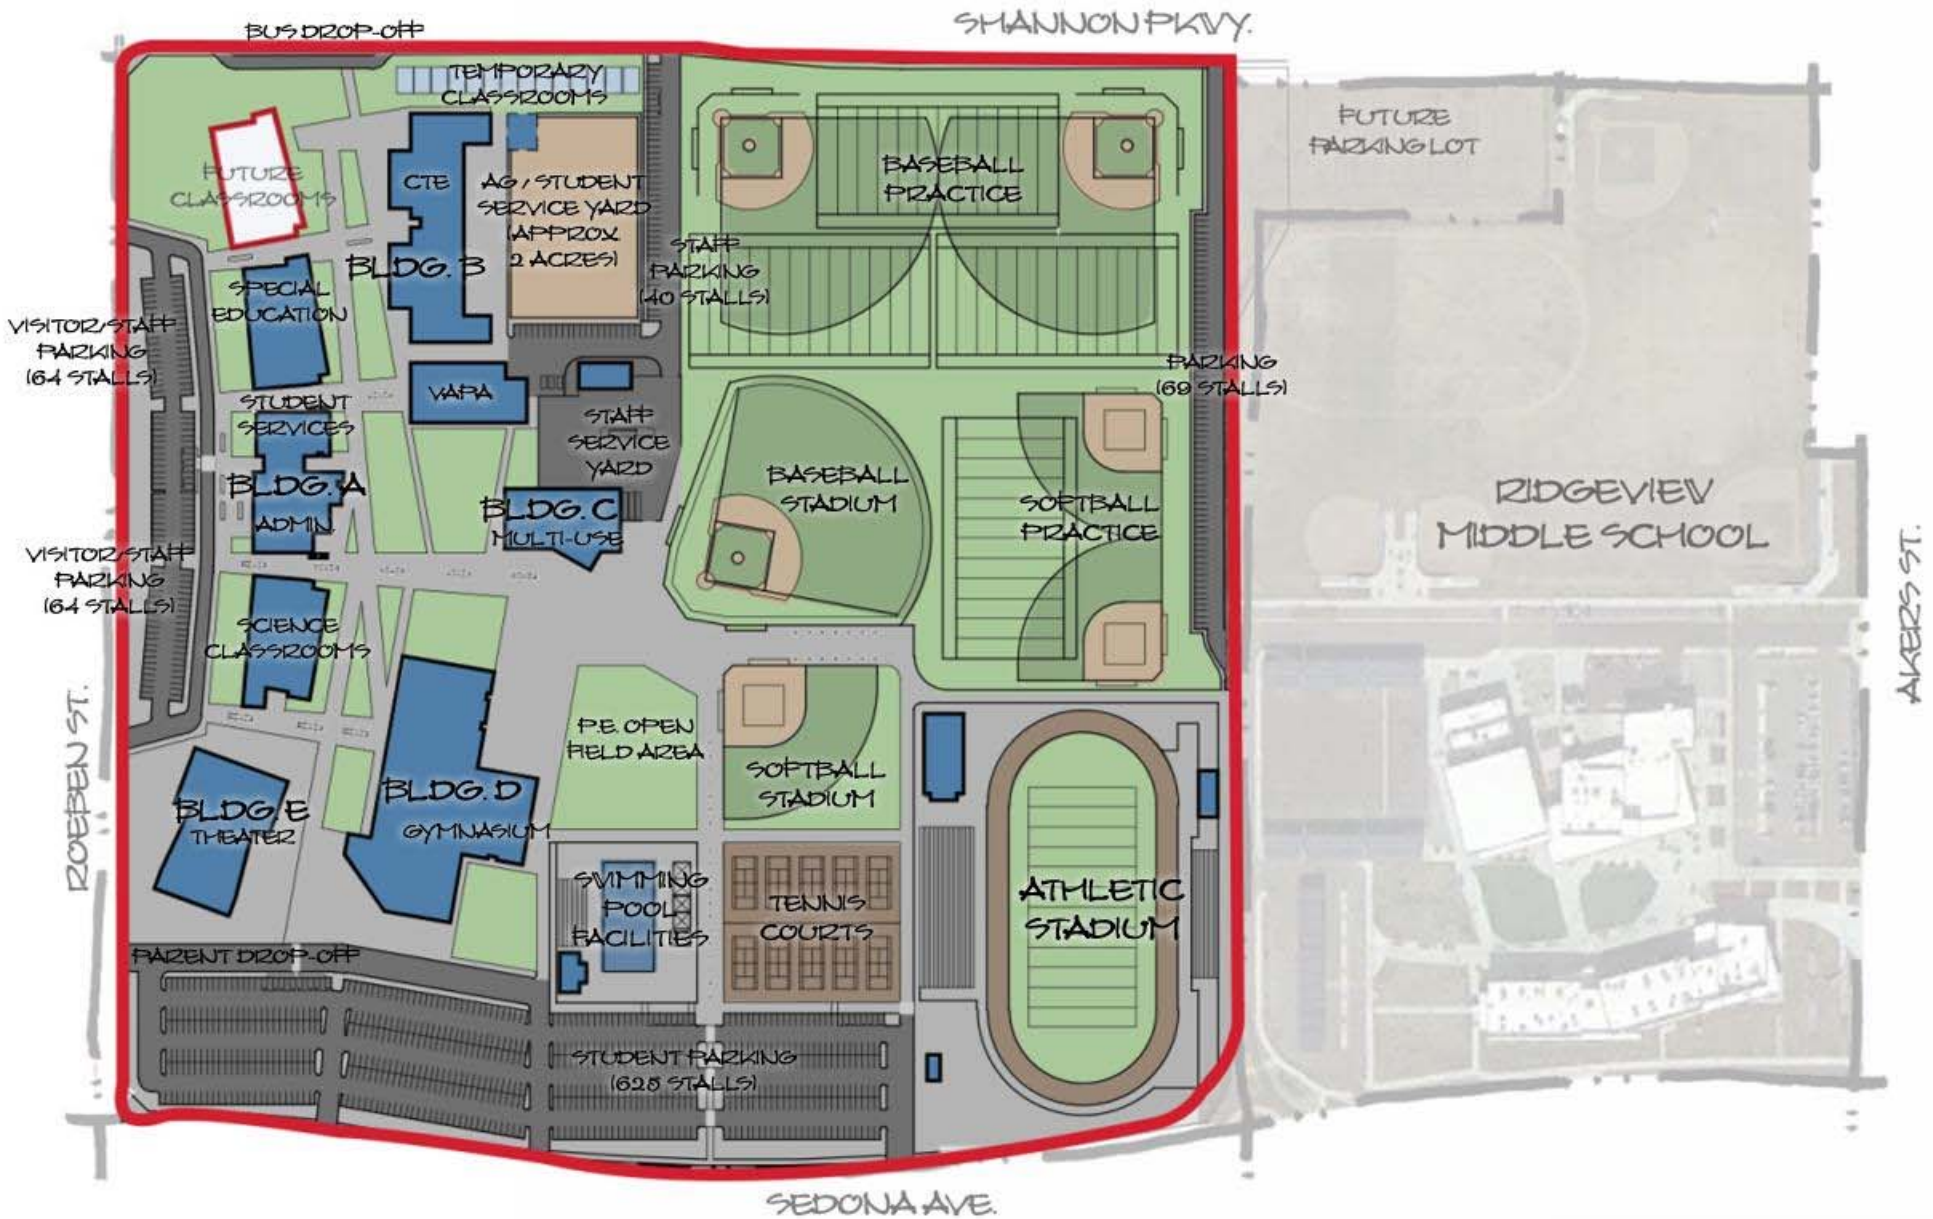 SHANNON PKWY.
BUS DROP-OFF
TEMPORARY
CLASSROOMS
FUTURE
CLASSROOMS
CTE
BLDG. B
AG / STUDENT
SERVICE YARD
(APPROX
2 ACRES)
STAFF
PARKING
(40 STALLS)
BASEBALL
PRACTICE
FUTURE
PARKING LOT
SPECIAL
EDUCATION
VISITOR/STAFF
PARKING
(64 STALLS)
VAPA
PARKING
(69 STALLS)
STUDENT
SERVICES
BLDG. A
ADMIN.
STAFF
SERVICE
YARD
BLDG. C
MULTI-USE
BASEBALL
STADIUM
SOFTBALL
PRACTICE
RIDGEVIEW
MIDDLE SCHOOL
AKERS ST.
VISITOR/STAFF
PARKING
(64 STALLS)
SCIENCE
CLASSROOMS
ROEBEN ST.
P.E. OPEN
FIELD AREA
SOFTBALL
STADIUM
BLDG. E
THEATER
BLDG. D
GYMNASIUM
SWIMMING
POOL
FACILITIES
TENNIS
COURTS
ATHLETIC
STADIUM
PARENT DROP-OFF
STUDENT PARKING
(628 STALLS)
SEDONA AVE.